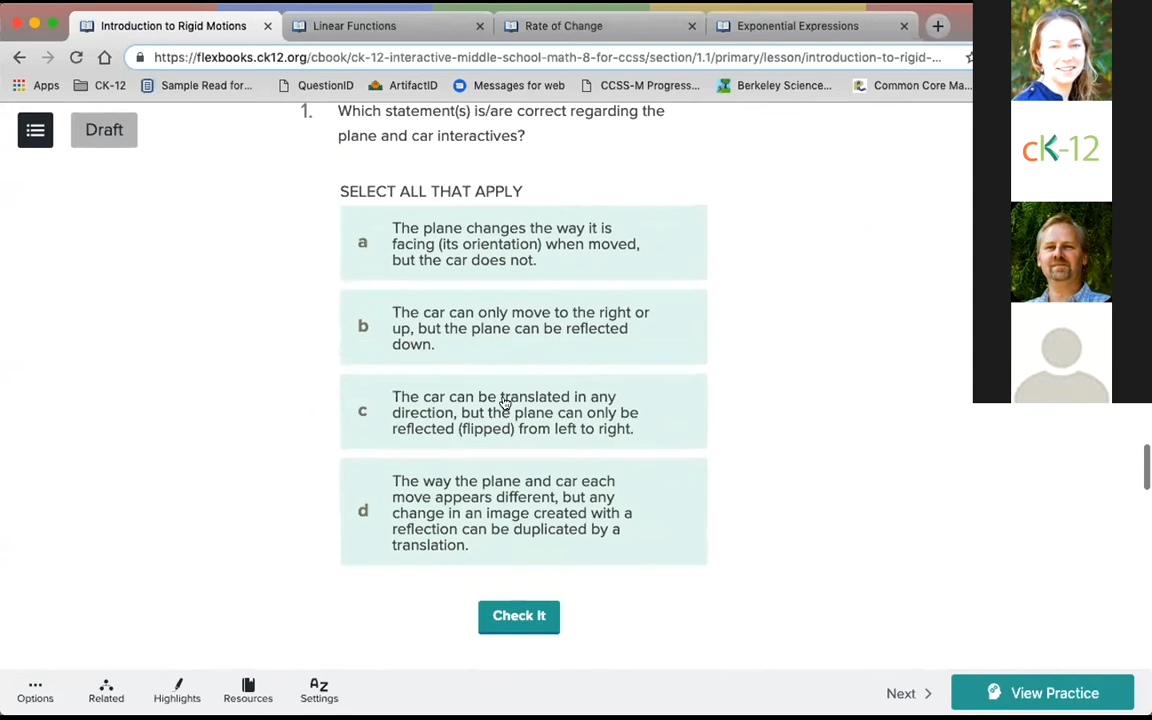 Introduction to Rigid Motions
Linear Functions
Rate of Change
Exponential Expressions
https://flexbooks.ck12.org/cbook/ck-12-interactive-middle-school-math-8-for-ccss/section/1.1/primary/lesson/introduction-to-rigid-...
Apps
CK-12
Sample Read for...
QuestionID
ArtifactID
Messages for web
CCSS-M Progress...
Berkeley Science...
Common Core Ma...
Draft
1. Which statement(s) is/are correct regarding the
plane and car interactives?
SELECT ALL THAT APPLY
a
The plane changes the way it is
facing (its orientation) when moved,
but the car does not.
b
The car can only move to the right or
up, but the plane can be reflected
down.
c
The car can be translated in any
direction, but the plane can only be
reflected (flipped) from left to right.
d
The way the plane and car each
move appears different, but any
change in an image created with a
reflection can be duplicated by a
translation.
Check It
Options
Related
Highlights
Resources
AZ
Settings
Next
View Practice
cK-12